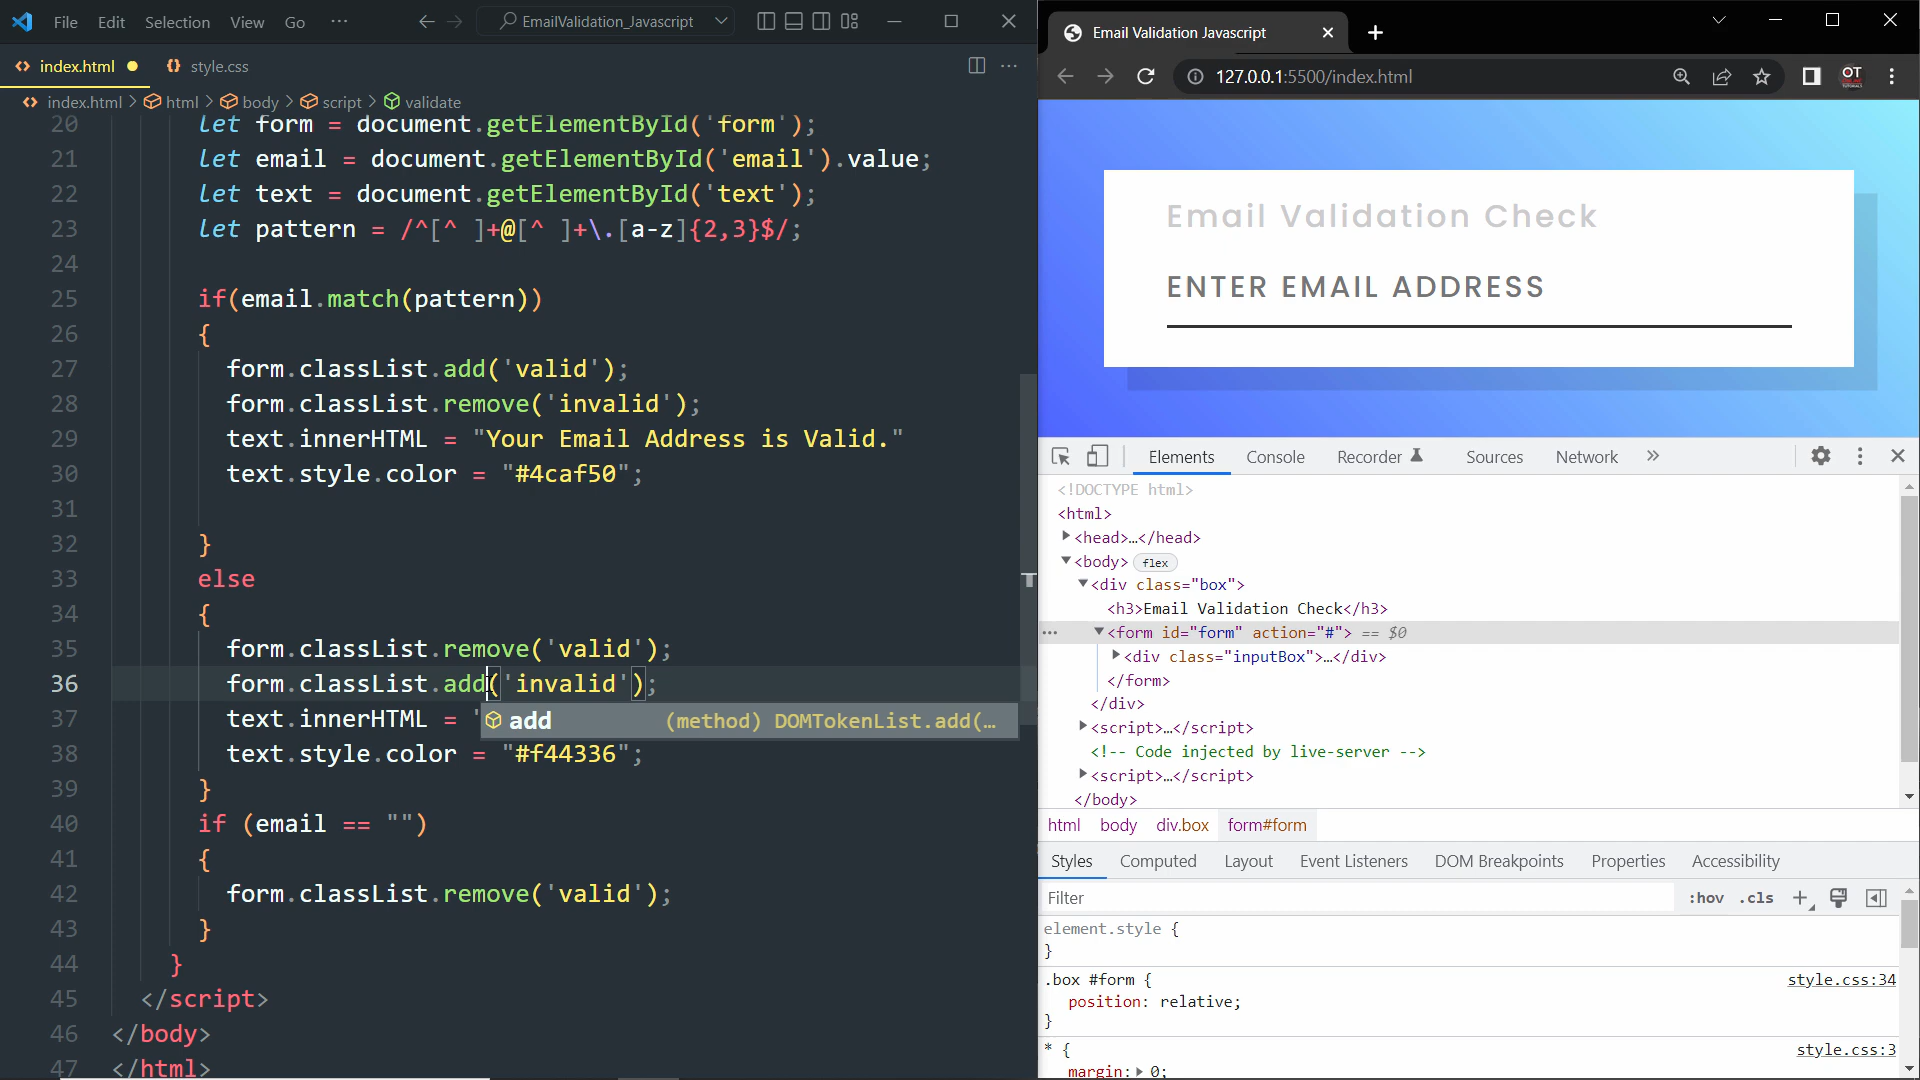 File Edit Selection View Go ··· EmailValidation_Javascript
index.html style.css
index.html > html > body > script > validate
20 let form = document.getElementById('form');
21 let email = document.getElementById('email').value;
22 let text = document.getElementById('text');
23 let pattern = /^[^ ]+@[^ ]+\.[a-z]{2,3}$/;
24
25 if(email.match(pattern))
26 {
27 form.classList.add('valid');
28 form.classList.remove('invalid');
29 text.innerHTML = "Your Email Address is Valid."
30 text.style.color = "#4caf50";
31
32 }
33 else
34 {
35 form.classList.remove('valid');
36 form.classList.add('invalid');
37 text.innerHTML = "
add (method) DOMTokenList.add(…
38 text.style.color = "#f44336";
39 }
40 if (email == "")
41 {
42 form.classList.remove('valid');
43 }
44 }
45 </script>
46 </body>
47 </html>
Email Validation Javascript
127.0.0.1:5500/index.html
OT
Email Validation Check
ENTER EMAIL ADDRESS
Elements Console Recorder Sources Network »
<!DOCTYPE html>
<html>
<head>…</head>
<body> flex
<div class="box">
<h3>Email Validation Check</h3>
··· <form id="form" action="#"> == $0
<div class="inputBox">…</div>
</form>
</div>
<script>…</script>
<!-- Code injected by live-server -->
<script>…</script>
</body>
html body div.box form#form
Styles Computed Layout Event Listeners DOM Breakpoints Properties Accessibility
Filter :hov .cls
element.style {
}
.box #form { style.css:34
position: relative;
}
* { style.css:3
margin: 0;